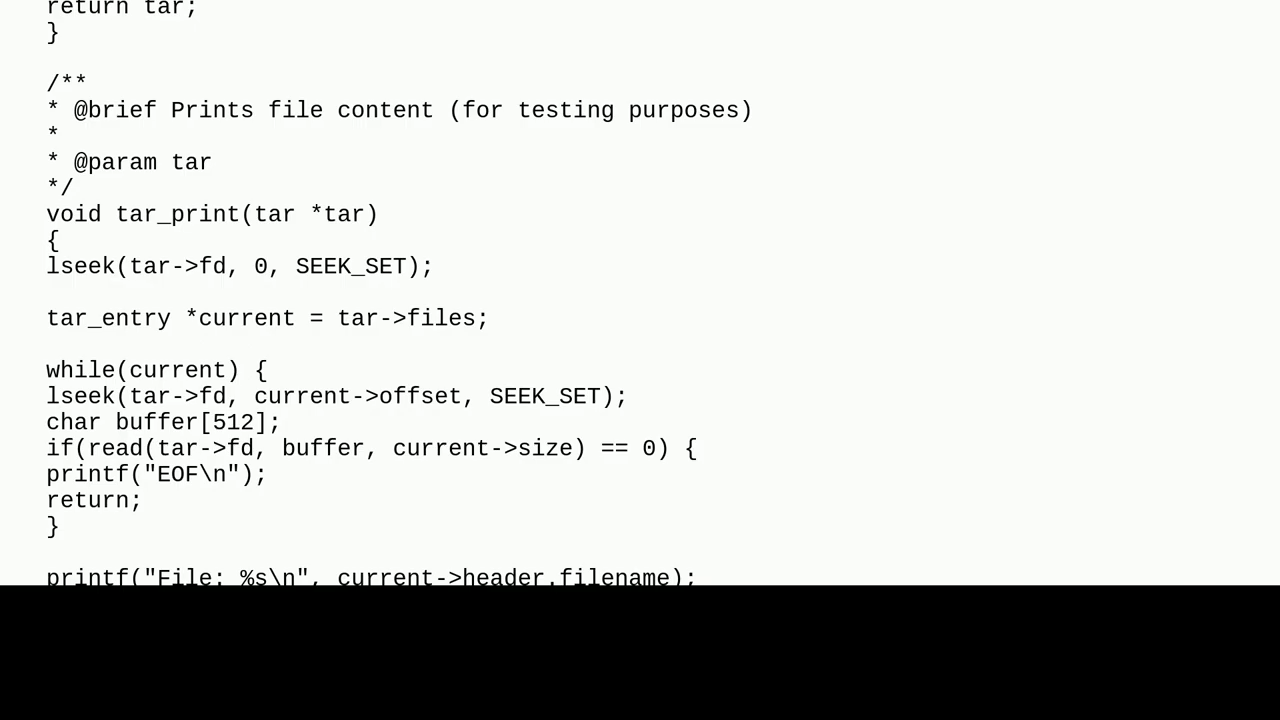 return tar;
}
/**
* @brief Prints file content (for testing purposes)
*
* @param tar
*/
void tar_print(tar *tar)
{
lseek(tar->fd, 0, SEEK_SET);
tar_entry *current = tar->files;
while(current) {
lseek(tar->fd, current->offset, SEEK_SET);
char buffer[512];
if(read(tar->fd, buffer, current->size) == 0) {
printf("EOF\n");
return;
}
printf("File: %s\n", current->header.filename);